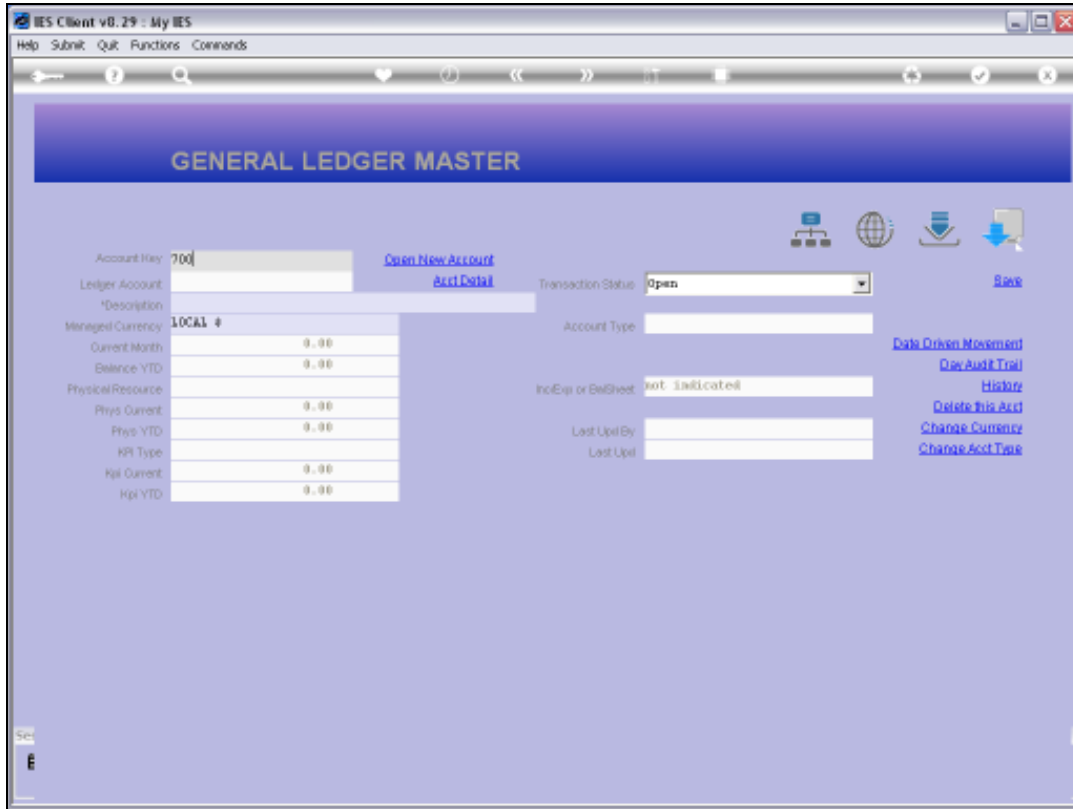 IES Client v8.29 : My IES
Help Submit Quit Functions Commands
GENERAL LEDGER MASTER
Account Key 700 Open New Account
Ledger Account Acct Detail Transaction Status Open Save
*Description
Managed Currency LOCAL # Account Type
Current Month 0.00 Date Driven Movement
Balance YTD 0.00 Day Audit Trail
Physical Resource Inc/Exp or BalSheet not indicated History
Phys Current 0.00 Delete this Acct
Phys YTD 0.00 Last Upd By Change Currency
KPI Type Last Upd Change Acct Type
Kpi Current 0.00
Kpi YTD 0.00
Se